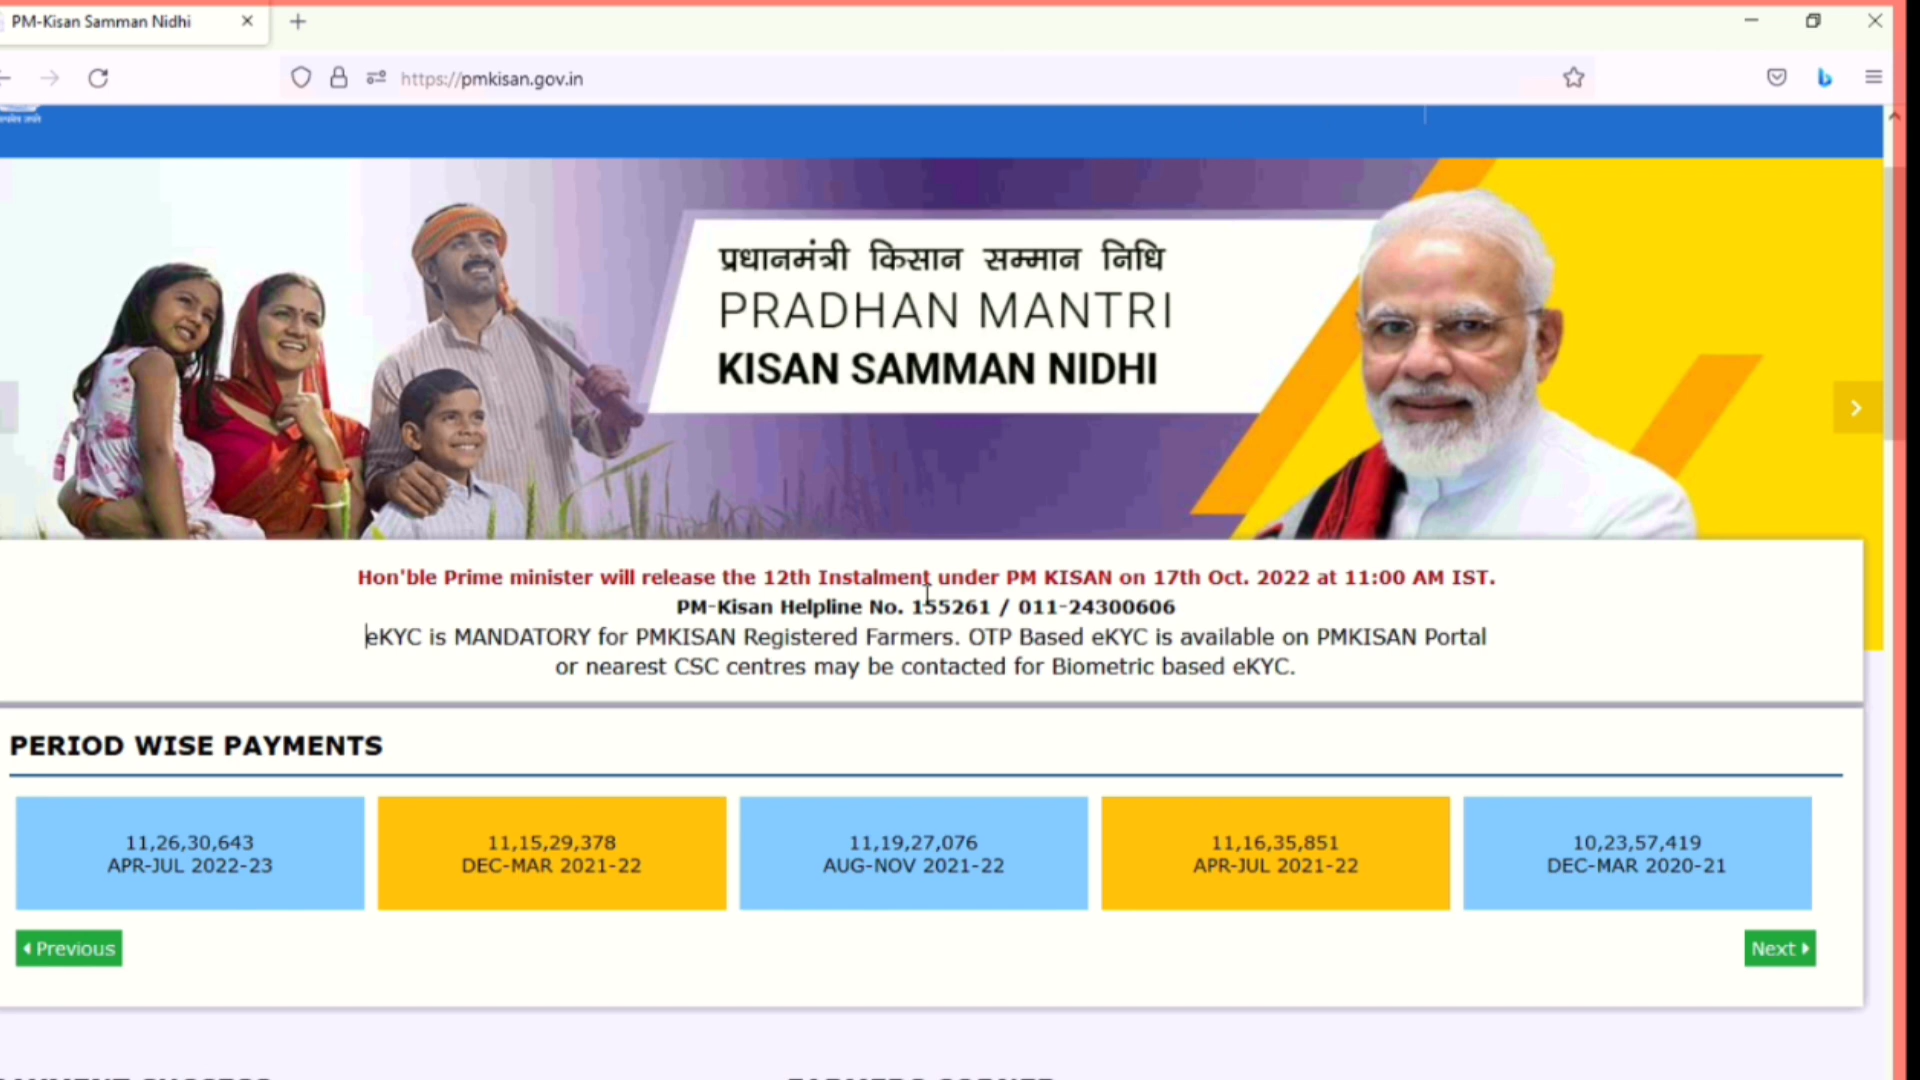 PM-Kisan Samman Nidhi
https://pmkisan.gov.in
प्रधानमंत्री किसान सम्मान निधि
PRADHAN MANTRI
KISAN SAMMAN NIDHI
Hon'ble Prime minister will release the 12th Instalment under PM KISAN on 17th Oct. 2022 at 11:00 AM IST.
PM-Kisan Helpline No. 155261 / 011-24300606
eKYC is MANDATORY for PMKISAN Registered Farmers. OTP Based eKYC is available on PMKISAN Portal
or nearest CSC centres may be contacted for Biometric based eKYC.
PERIOD WISE PAYMENTS
11,26,30,643
APR-JUL 2022-23
11,15,29,378
DEC-MAR 2021-22
11,19,27,076
AUG-NOV 2021-22
11,16,35,851
APR-JUL 2021-22
10,23,57,419
DEC-MAR 2020-21
Previous
Next